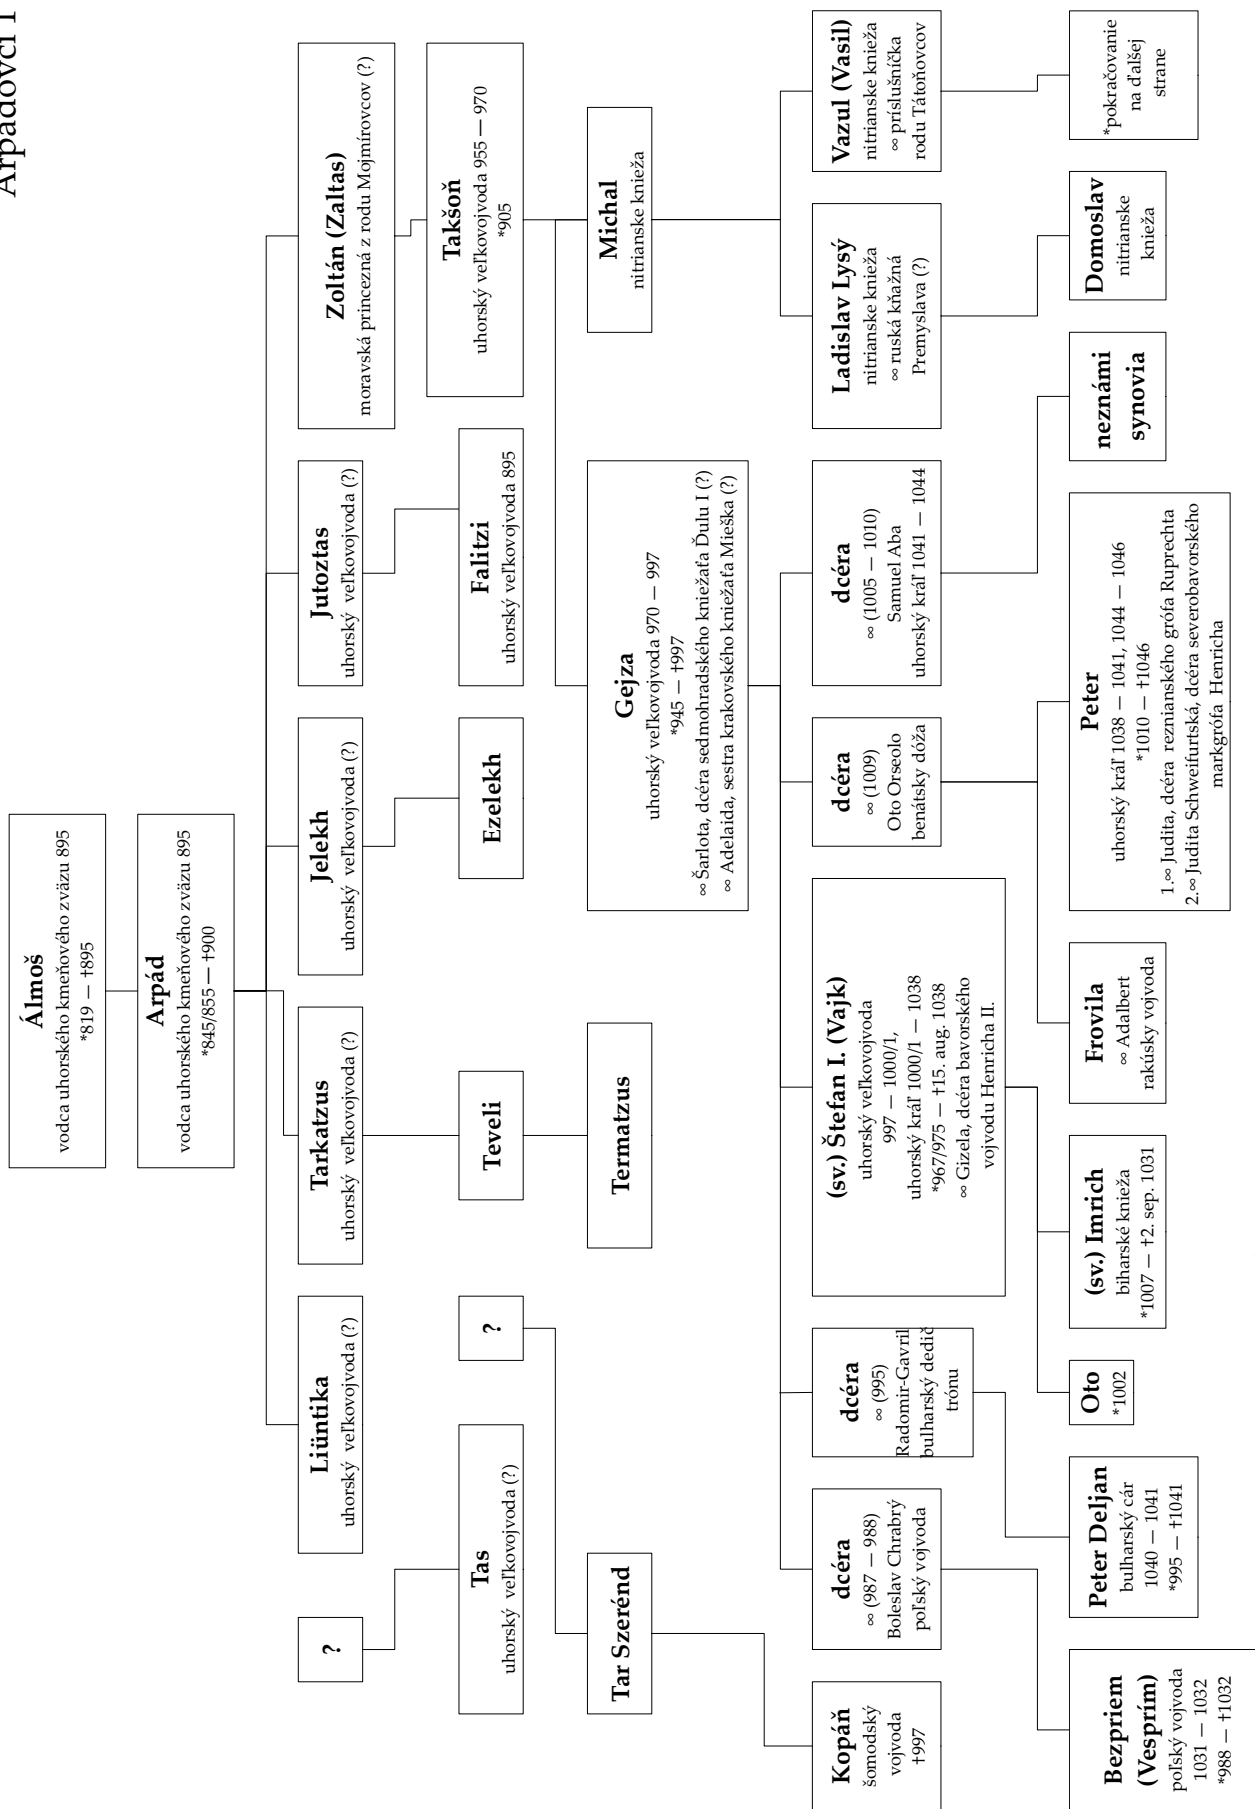 Arpádovci 1
Álmoš
vodca uhorského kmeňového zväzu 895
*819 — †895
Arpád
vodca uhorského kmeňového zväzu 895
*845/855 — †900
?
Liüntika
uhorský veľkovojvoda (?)
Tarkatzus
uhorský veľkovojvoda (?)
Jelekh
uhorský veľkovojvoda (?)
Jutoztas
uhorský veľkovojvoda (?)
Zoltán (Zaltas)
moravská princezná z rodu Mojmírovcov (?)
Tas
uhorský veľkovojvoda (?)
?
Teveli
Ezelekh
Falitzi
uhorský veľkovojvoda 895
Takšoň
uhorský veľkovojvoda 955 — 970
*905
Tar Szerénd
Termatzus
Gejza
uhorský veľkovojvoda 970 — 997
*945 — †997
∞ Šarlota, dcéra sedmohradského kniežaťa Ďulu I (?)
∞ Adelaida, sestra krakovského kniežaťa Mieška (?)
Michal
nitrianske knieža
Kopáň
šomodský
vojvoda
†997
dcéra
∞ (987 — 988)
Boleslav Chrabrý
poľský vojvoda
dcéra
∞ (995)
Radomir-Gavril
bulharský dedič
trónu
(sv.) Štefan I. (Vajk)
uhorský veľkovojvoda
997 — 1000/1,
uhorský kráľ 1000/1 — 1038
*967/975 — †15. aug. 1038
∞ Gizela, dcéra bavorského
vojvodu Henricha II.
dcéra
∞ (1009)
Oto Orseolo
benátsky dóža
dcéra
∞ (1005 — 1010)
Samuel Aba
uhorský kráľ 1041 — 1044
Ladislav Lysý
nitrianske knieža
∞ ruská kňažná
Premyslava (?)
Vazul (Vasil)
nitrianske knieža
∞ príslušníčka
rodu Tátoňovcov
Bezpriem
(Vesprím)
poľský vojvoda
1031 — 1032
*988 — †1032
Peter Deljan
bulharský cár
1040 — 1041
*995 — †1041
Oto
*1002
(sv.) Imrich
biharské knieža
*1007 — †2. sep. 1031
Frovila
∞ Adalbert
rakúsky vojvoda
Peter
uhorský kráľ 1038 — 1041, 1044 — 1046
*1010 — †1046
1.∞ Judita, dcéra reznianského grófa Ruprechta
2.∞ Judita Schweifurtská, dcéra severobavorského
markgrófa Henricha
neznámi
synovia
Domoslav
nitrianske
knieža
*pokračovanie
na ďalšej
strane